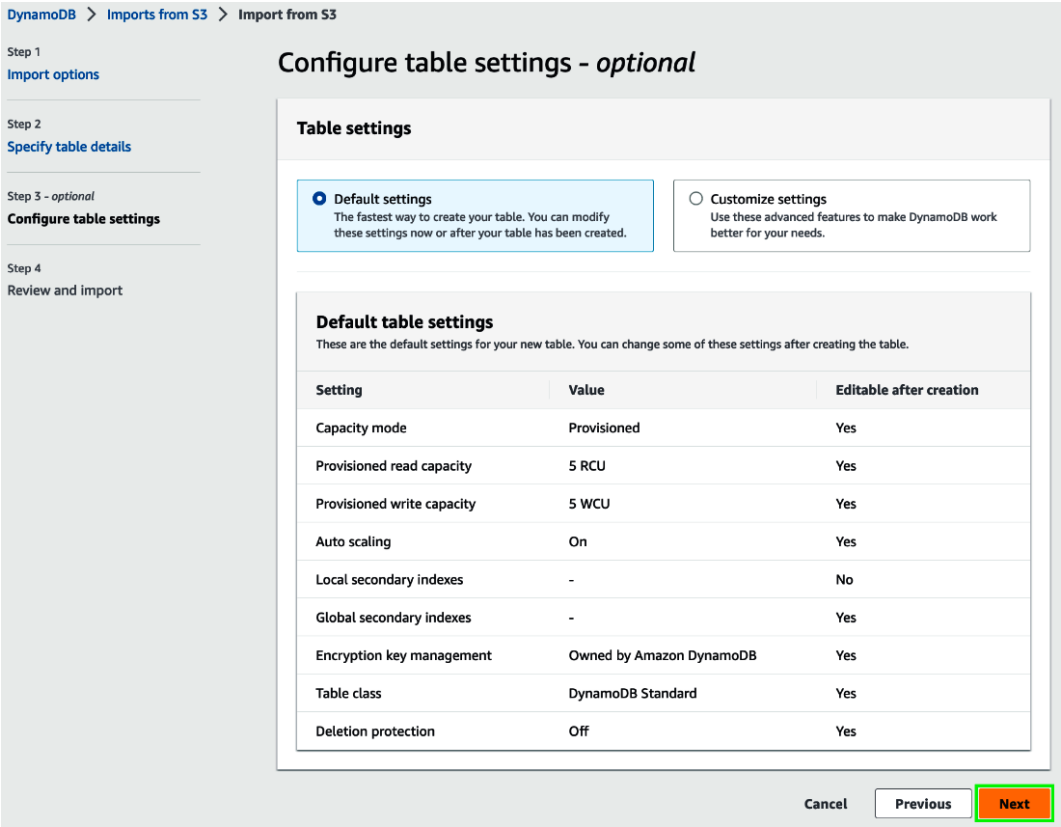 DynamoDB > Imports from S3 > Import from S3
Step 1
Import options
Step 2
Specify table details
Step 3 - optional
Configure table settings
Step 4
Review and import
Configure table settings - optional
Table settings
Default settings
The fastest way to create your table. You can modify
these settings now or after your table has been created.
Customize settings
Use these advanced features to make DynamoDB work
better for your needs.
Default table settings
These are the default settings for your new table. You can change some of these settings after creating the table.
Setting Value Editable after creation
Capacity mode Provisioned Yes
Provisioned read capacity 5 RCU Yes
Provisioned write capacity 5 WCU Yes
Auto scaling On Yes
Local secondary indexes - No
Global secondary indexes - Yes
Encryption key management Owned by Amazon DynamoDB Yes
Table class DynamoDB Standard Yes
Deletion protection Off Yes
Cancel Previous Next